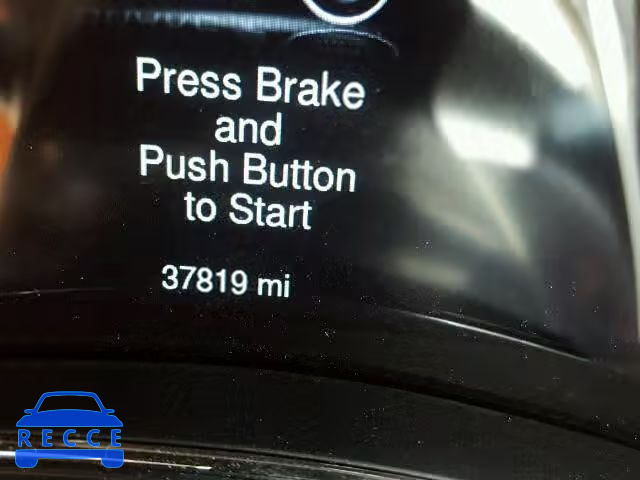 Press Brake
and
Push Button
to Start
37819 mi
RECCE